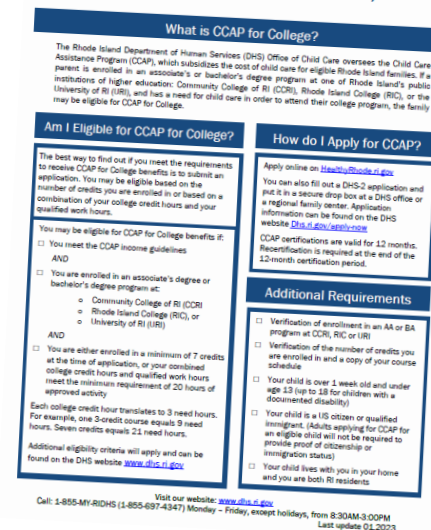 What is CCAP for College?
The Rhode Island Department of Human Services (DHS) Office of Child Care oversees the Child Care
Assistance Program (CCAP), which subsidizes the cost of child care for eligible Rhode Island families. If a
parent is enrolled in an associate's or bachelor's degree program at one of Rhode Island's public
institutions of higher education: Community College of RI (CCRI), Rhode Island College (RIC), or the
University of RI (URI), and has a need for child care in order to attend their college program, the family
may be eligible for CCAP for College.
Am I Eligible for CCAP for College?
The best way to find out if you meet the requirements
to receive CCAP for College benefits is to submit an
application. You may be eligible based on the
number of credits you are enrolled in or based on a
combination of your college credit hours and your
qualified work hours.
You may be eligible for CCAP for College benefits if:
☐ You meet the CCAP income guidelines
AND
☐ You are enrolled in an associate's degree or
bachelor's degree program at:
o Community College of RI (CCRI
o Rhode Island College (RIC), or
o University of RI (URI)
AND
☐ You are either enrolled in a minimum of 7 credits
at the time of application, or your combined
college credit hours and qualified work hours
meet the minimum requirement of 20 hours of
approved activity
Each college credit hour translates to 3 need hours.
For example, one 3-credit course equals 9 need
hours. Seven credits equals 21 need hours.
Additional eligibility criteria will apply and can be
found on the DHS website www.dhs.ri.gov
How do I Apply for CCAP?
Apply online on HealthyRhode.ri.gov
You can also fill out a DHS-2 application and
put it in a secure drop box at a DHS office or
a regional family center. Application
information can be found on the DHS
website Dhs.ri.gov/apply-now
CCAP certifications are valid for 12 months.
Recertification is required at the end of the
12-month certification period.
Additional Requirements
☐ Verification of enrollment in an AA or BA
program at CCRI, RIC or URI
☐ Verification of the number of credits you
are enrolled in and a copy of your course
schedule
☐ Your child is over 1 week old and under
age 13 (up to 18 for children with a
documented disability)
☐ Your child is a US citizen or qualified
immigrant. (Adults applying for CCAP for
an eligible child will not be required to
provide proof of citizenship or
immigration status)
☐ Your child lives with you in your home
and you are both RI residents
Visit our website: www.dhs.ri.gov
Call: 1-855-MY-RIDHS (1-855-697-4347) Monday – Friday, except holidays, from 8:30AM-3:00PM
Last update 01.2023